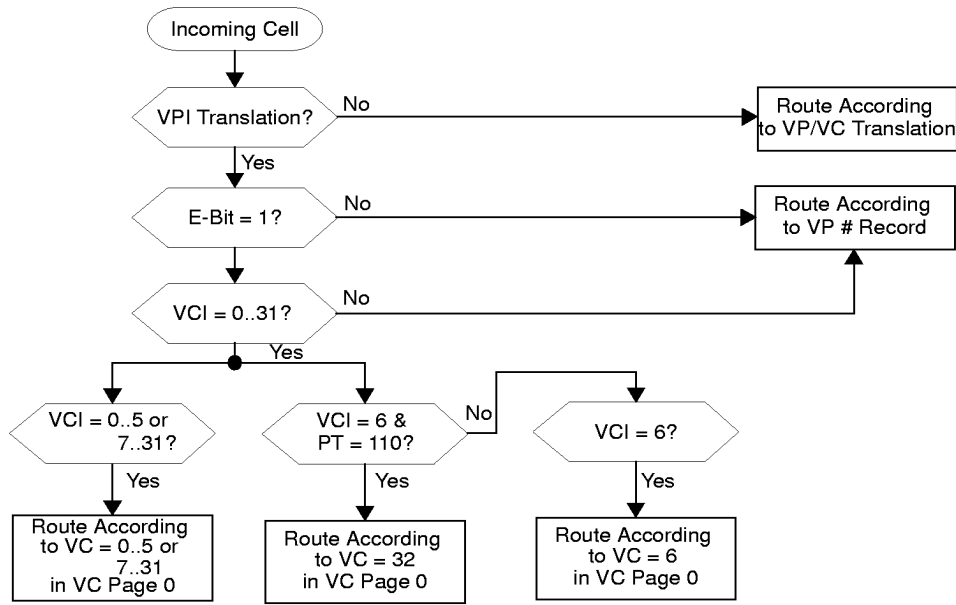 Incoming Cell
VPI Translation?
No
Route According
to VP/VC Translation
Yes
E-Bit = 1?
No
Route According
to VP # Record
VCI = 0..31?
No
Yes
VCI = 0..5 or
7..31?
VCI = 6 &
PT = 110?
No
VCI = 6?
Yes
Yes
Yes
Route According
to VC = 0..5 or
7..31
in VC Page 0
Route According
to VC = 32
in VC Page 0
Route According
to VC = 6
in VC Page 0